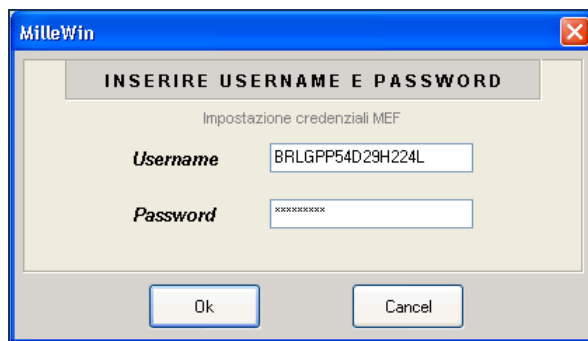 MilleWin
INSERIRE USERNAME E PASSWORD
Impostazione credenziali MEF
Username BRLGPP54D29H224L
Password *********
Ok Cancel